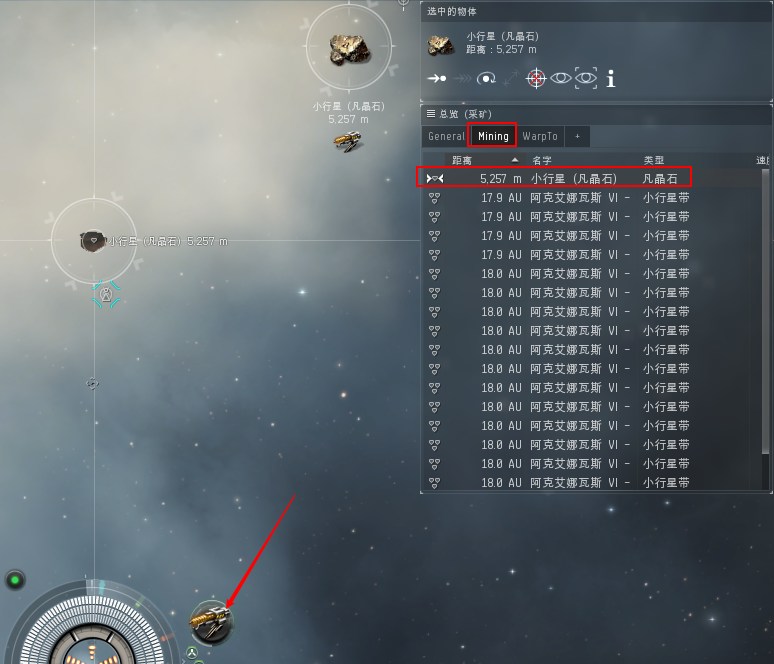 选中的物体
小行星 (凡晶石)
距离：5,257 m
小行星 (凡晶石)
5,257 m
总览 (采矿)
General Mining WarpTo +
距离 名字 类型 速
5,257 m 小行星 (凡晶石) 凡晶石
17.9 AU 阿克艾娜瓦斯 VI - 小行星带
17.9 AU 阿克艾娜瓦斯 VI - 小行星带
17.9 AU 阿克艾娜瓦斯 VI - 小行星带
17.9 AU 阿克艾娜瓦斯 VI - 小行星带
18.0 AU 阿克艾娜瓦斯 VI - 小行星带
18.0 AU 阿克艾娜瓦斯 VI - 小行星带
18.0 AU 阿克艾娜瓦斯 VI - 小行星带
18.0 AU 阿克艾娜瓦斯 VI - 小行星带
18.0 AU 阿克艾娜瓦斯 VI - 小行星带
18.0 AU 阿克艾娜瓦斯 VI - 小行星带
18.0 AU 阿克艾娜瓦斯 VI - 小行星带
18.0 AU 阿克艾娜瓦斯 VI - 小行星带
18.0 AU 阿克艾娜瓦斯 VI - 小行星带
18.0 AU 阿克艾娜瓦斯 VI - 小行星带
18.0 AU 阿克艾娜瓦斯 VI - 小行星带
18.0 AU 阿克艾娜瓦斯 VI - 小行星带
小行星 (凡晶石) 5,257 m